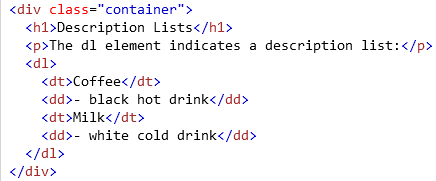 <div class="container">
  <h1>Description Lists</h1>
  <p>The dl element indicates a description list:</p>
  <dl>
    <dt>Coffee</dt>
    <dd>- black hot drink</dd>
    <dt>Milk</dt>
    <dd>- white cold drink</dd>
  </dl>
</div>